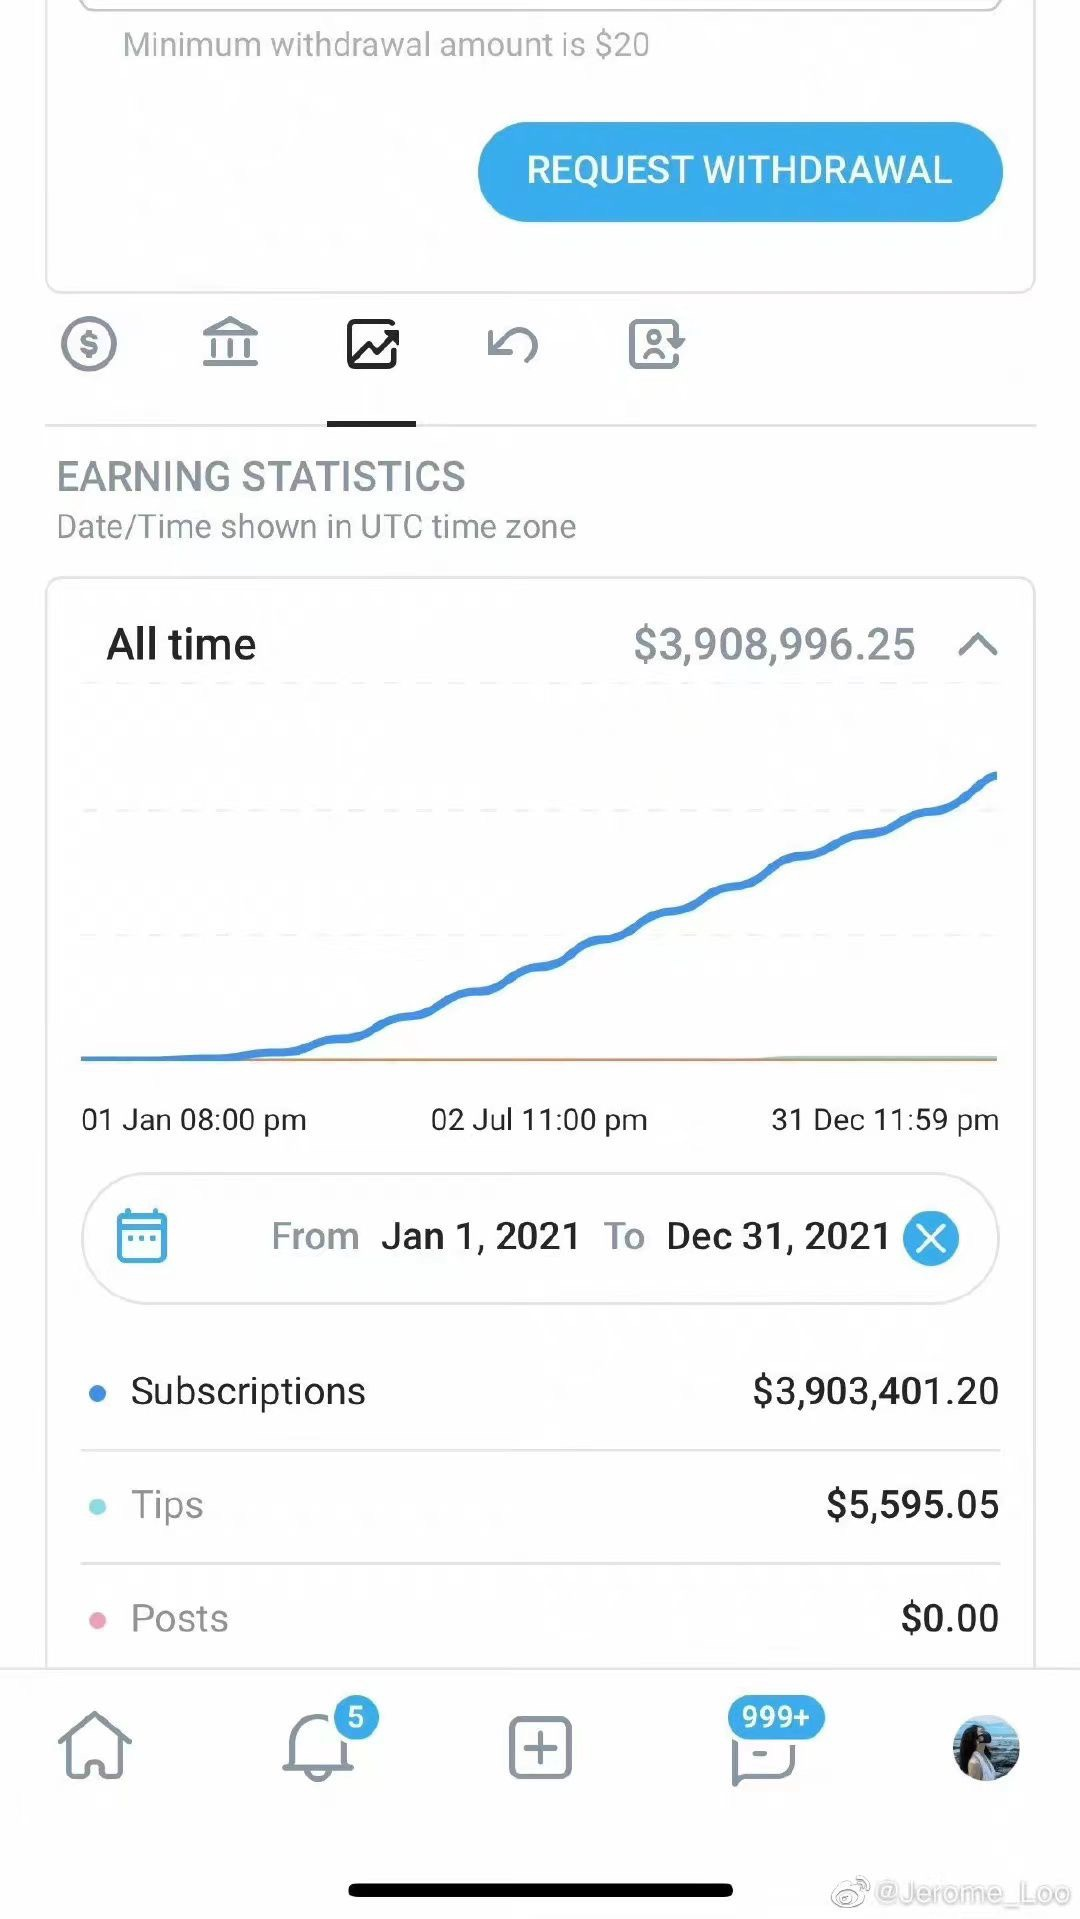 Minimum withdrawal amount is $20
REQUEST WITHDRAWAL
EARNING STATISTICS
Date/Time shown in UTC time zone
All time $3,908,996.25
01 Jan 08:00 pm 02 Jul 11:00 pm 31 Dec 11:59 pm
From Jan 1, 2021 To Dec 31, 2021
Subscriptions $3,903,401.20
Tips $5,595.05
Posts $0.00
5 999+
@Jerome_Loo